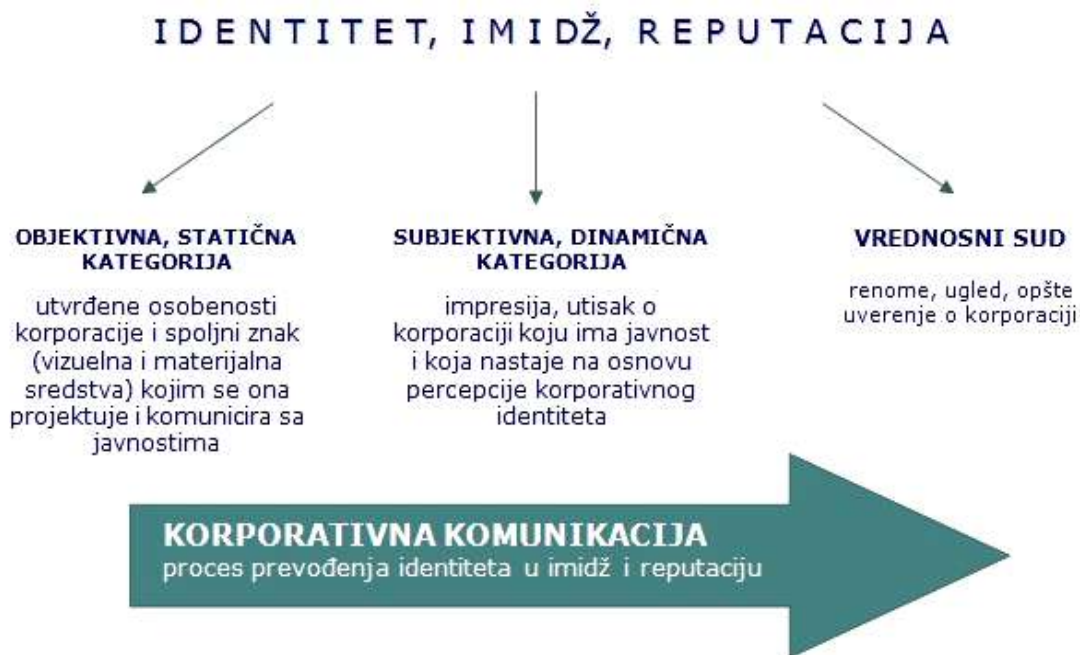 IDENTITET, IMIDŽ, REPUTACIJA
OBJEKTIVNA, STATIČNA
KATEGORIJA
utvrđene osobenosti
korporacije i spoljni znak
(vizuelna i materijalna
sredstva) kojim se ona
projektuje i komunicira sa
javnostima
SUBJEKTIVNA, DINAMIČNA
KATEGORIJA
impresija, utisak o
korporaciji koju ima javnost
i koja nastaje na osnovu
percepcije korporativnog
identiteta
VREDNOSNI SUD
renome, ugled, opšte
uverenje o korporaciji
KORPORATIVNA KOMUNIKACIJA
proces prevođenja identiteta u imidž i reputaciju